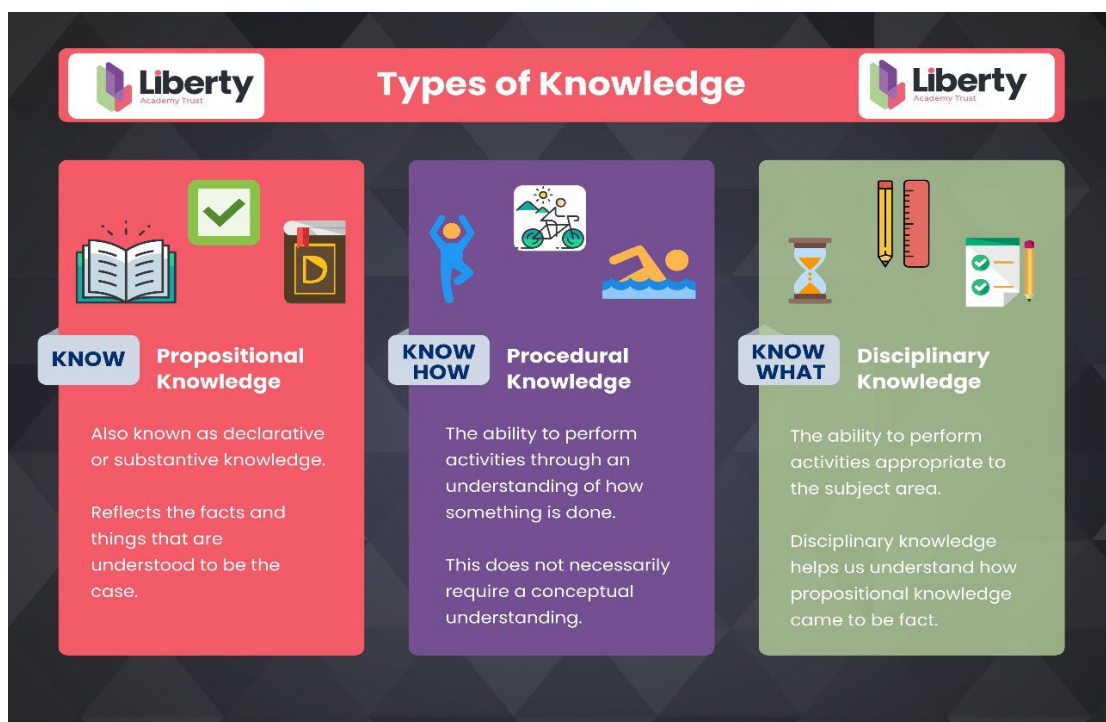 Liberty
Academy Trust
Types of Knowledge
Liberty
Academy Trust
D
KNOW
Propositional
Knowledge
Also known as declarative
or substantive knowledge.
Reflects the facts and
things that are
understood to be the
case.
KNOW
HOW
Procedural
Knowledge
The ability to perform
activities through an
understanding of how
something is done.
This does not necessarily
require a conceptual
understanding.
KNOW
WHAT
Disciplinary
Knowledge
The ability to perform
activities appropriate to
the subject area.
Disciplinary knowledge
helps us understand how
propositional knowledge
came to be fact.